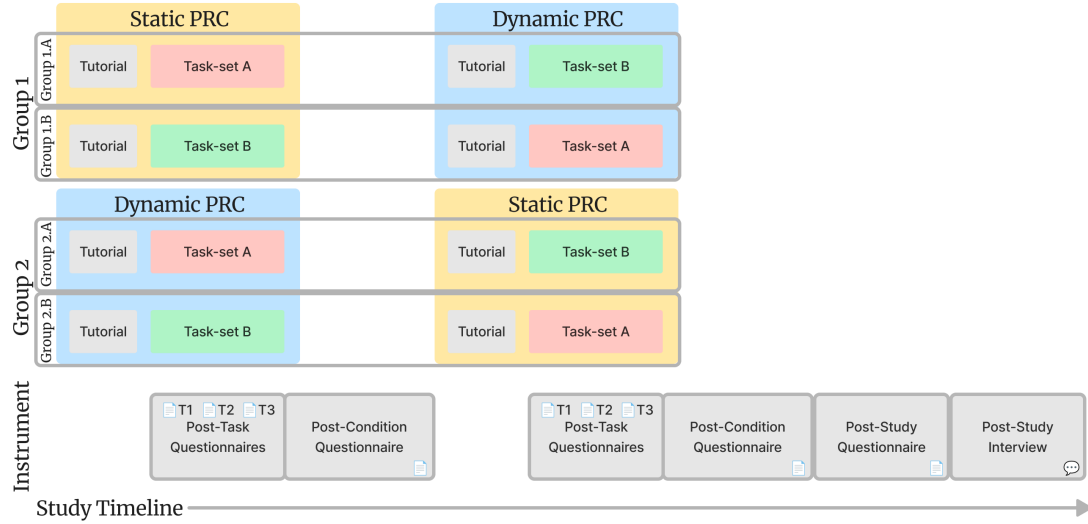 Static PRC
Dynamic PRC
Group 1
Group 1.A
Tutorial
Task-set A
Tutorial
Task-set B
Group 1.B
Tutorial
Task-set B
Tutorial
Task-set A
Dynamic PRC
Static PRC
Group 2
Group 2.A
Tutorial
Task-set A
Tutorial
Task-set B
Group 2.B
Tutorial
Task-set B
Tutorial
Task-set A
Instrument
T1 T2 T3
Post-Task
Questionnaires
Post-Condition
Questionnaire
T1 T2 T3
Post-Task
Questionnaires
Post-Condition
Questionnaire
Post-Study
Questionnaire
Post-Study
Interview
Study Timeline